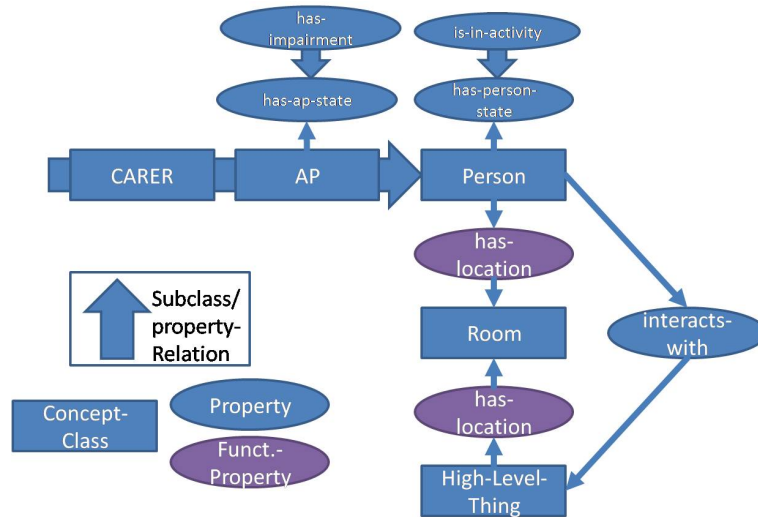 has-
impairment
is-in-activity
has-ap-state
has-person-
state
CARER
AP
Person
has-
location
Subclass/
property-
Relation
Room
interacts-
with
Concept-
Class
Property
has-
location
Funct.-
Property
High-Level-
Thing